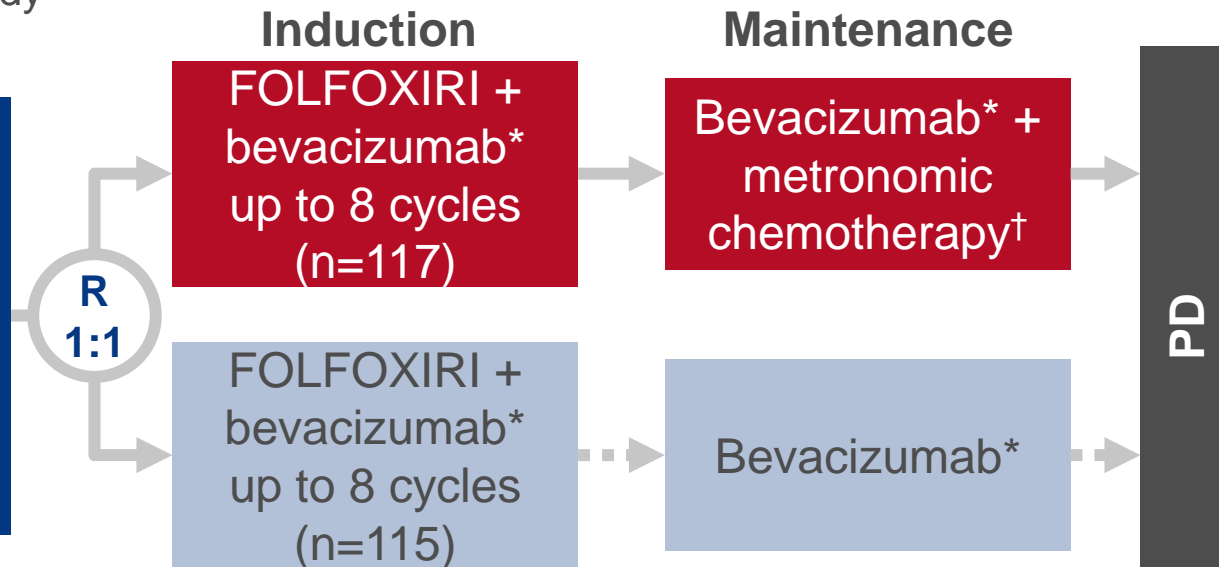 dy
Induction
Maintenance
FOLFOXIRI +
bevacizumab*
up to 8 cycles
(n=117)
Bevacizumab* +
metronomic
chemotherapy†
R
1:1
PD
FOLFOXIRI +
bevacizumab*
up to 8 cycles
(n=115)
Bevacizumab*